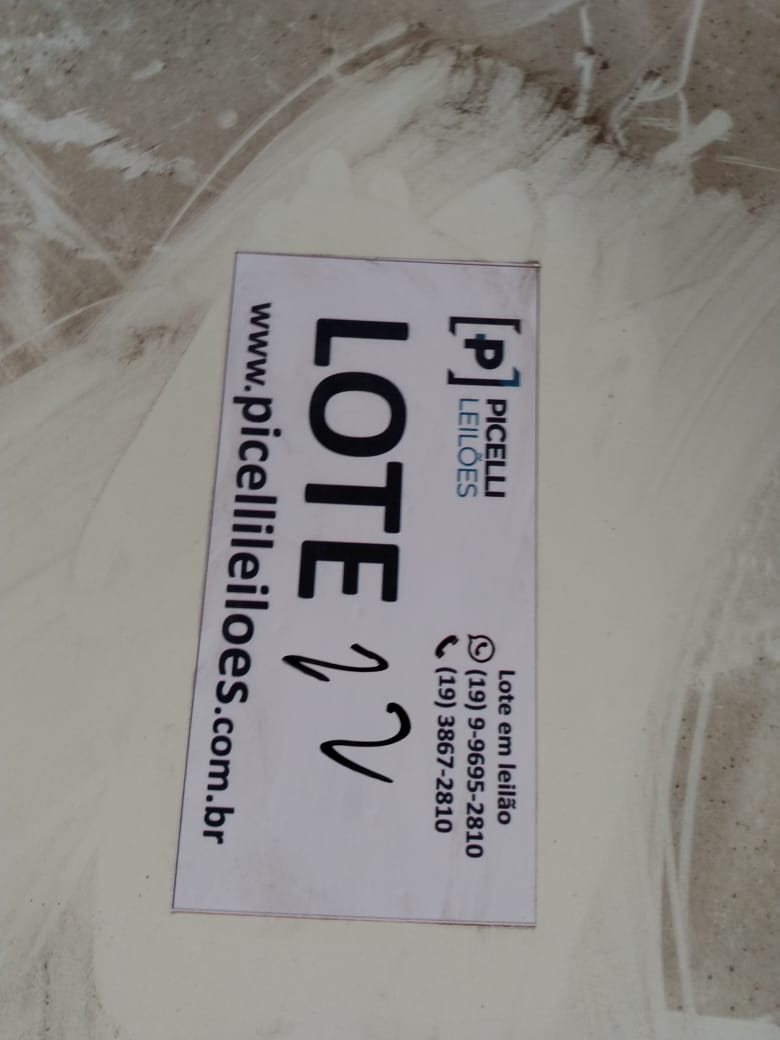 [P] PICELLI
LEILÕES
Lote em leilão
(19) 9-9695-2810
(19) 3867-2810
LOTE 22
www.picellileiloes.com.br